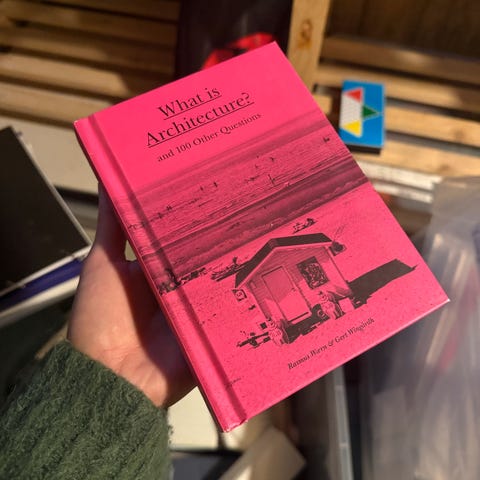 What is
Architecture?
and 100 Other Questions
Rasmus Wærn & Gert Wingårdh